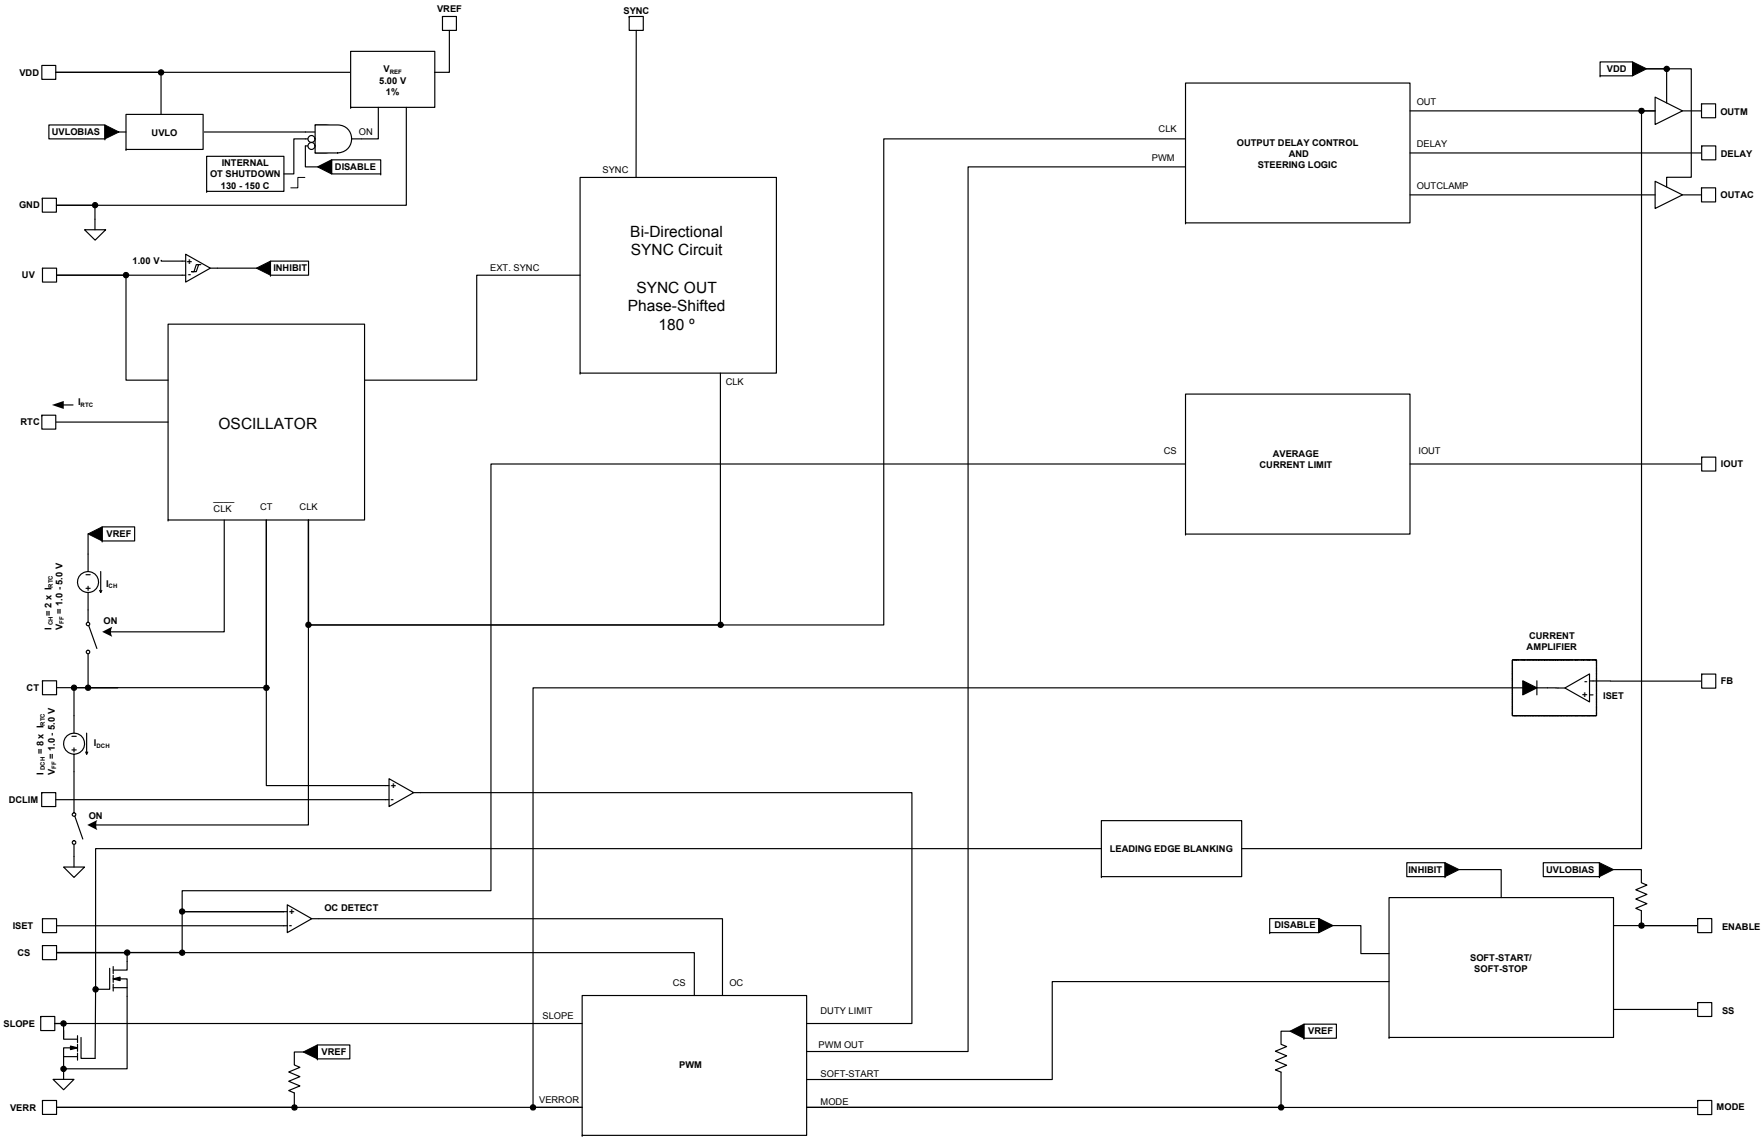 VREF
SYNC
VDD
V_REF
5.00 V
1%
VDD
OUT
OUTM
UVLOBIAS
UVLO
ON
CLK
OUTPUT DELAY CONTROL
AND
STEERING LOGIC
DELAY
DELAY
INTERNAL
OT SHUTDOWN
130 - 150 C
DISABLE
SYNC
PWM
OUTCLAMP
OUTAC
GND
Bi-Directional
SYNC Circuit
SYNC OUT
Phase-Shifted
180 º
UV
1.00 V
+
-
INHIBIT
EXT. SYNC
CLK
I_RTC
RTC
OSCILLATOR
CS
AVERAGE
CURRENT LIMIT
IOUT
IOUT
CLK
CT
CLK
VREF
I_CH = 2 x I_RTC
V_FF = 1.0 - 5.0 V
-
+
I_CH
ON
CURRENT
AMPLIFIER
CT
-
+
ISET
FB
I_DCH = 8 x I_RTC
V_FF = 1.0 - 5.0 V
-
+
I_DCH
DCLIM
+
-
ON
LEADING EDGE BLANKING
INHIBIT
UVLOBIAS
ISET
+
-
OC DETECT
DISABLE
ENABLE
CS
SOFT-START/
SOFT-STOP
CS
OC
SLOPE
SLOPE
DUTY LIMIT
SS
VREF
PWM OUT
VREF
PWM
SOFT-START
VERR
VERROR
MODE
MODE